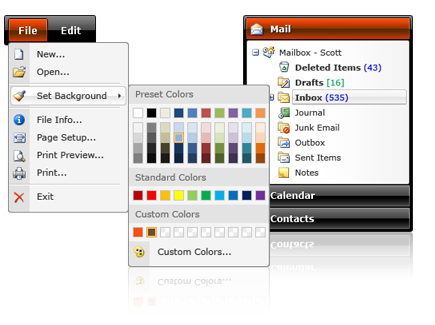 File Edit
New...
Open...
Set Background
File Info...
Page Setup...
Print Preview...
Print...
Exit
Preset Colors
Standard Colors
Custom Colors
Custom Colors...
Mail
Mailbox - Scott
Deleted Items (43)
Drafts [16]
Inbox (535)
Journal
Junk Email
Outbox
Sent Items
Notes
Calendar
Contacts